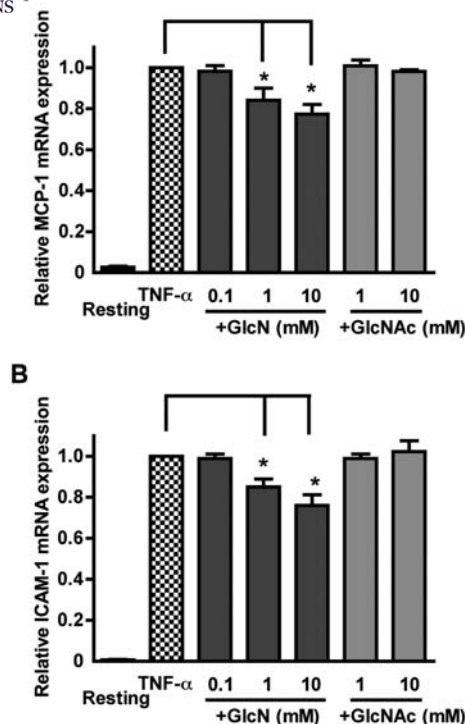 NS
Relative MCP-1 mRNA expression
1.0
0.8
0.6
0.4
0.2
0
* *
Resting TNF-α 0.1 1 10 1 10
+GlcN (mM) +GlcNAc (mM)
B
Relative ICAM-1 mRNA expression
1.0
0.8
0.6
0.4
0.2
0
* *
Resting TNF-α 0.1 1 10 1 10
+GlcN (mM) +GlcNAc (mM)